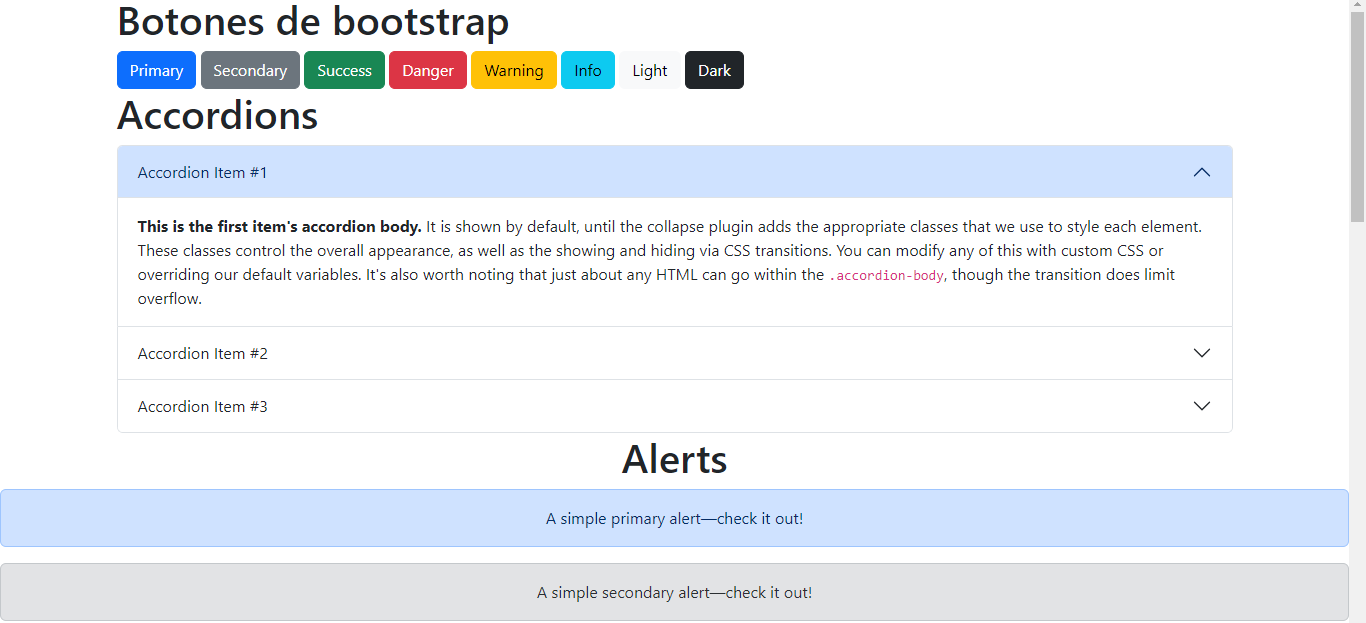 Botones de bootstrap
Primary Secondary Success Danger Warning Info Light Dark
Accordions
Accordion Item #1
This is the first item's accordion body. It is shown by default, until the collapse plugin adds the appropriate classes that we use to style each element.
These classes control the overall appearance, as well as the showing and hiding via CSS transitions. You can modify any of this with custom CSS or
overriding our default variables. It's also worth noting that just about any HTML can go within the .accordion-body, though the transition does limit
overflow.
Accordion Item #2
Accordion Item #3
Alerts
A simple primary alert—check it out!
A simple secondary alert—check it out!